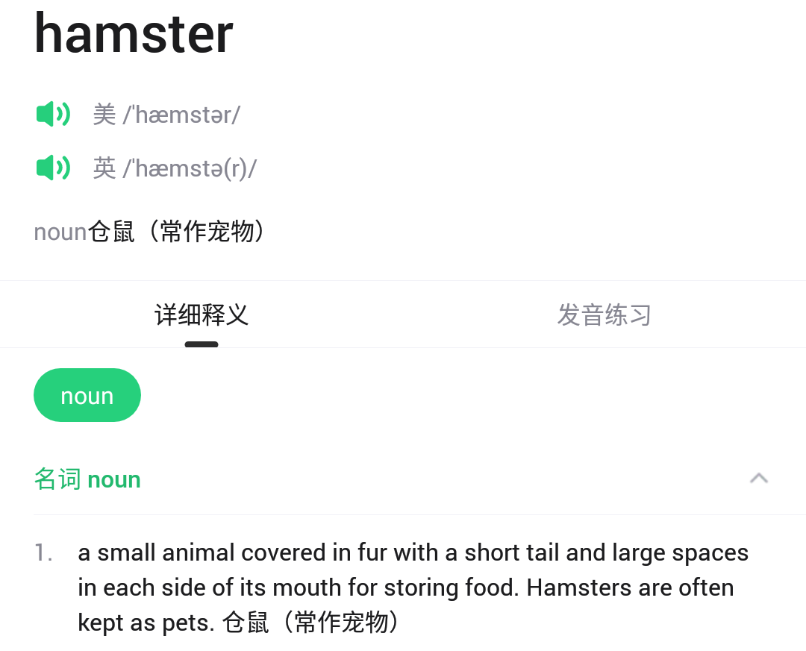 hamster
美 /ˈhæmstər/
英 /ˈhæmstə(r)/
noun仓鼠（常作宠物）
详细释义 发音练习
noun
名词 noun
1. a small animal covered in fur with a short tail and large spaces
in each side of its mouth for storing food. Hamsters are often
kept as pets. 仓鼠（常作宠物）